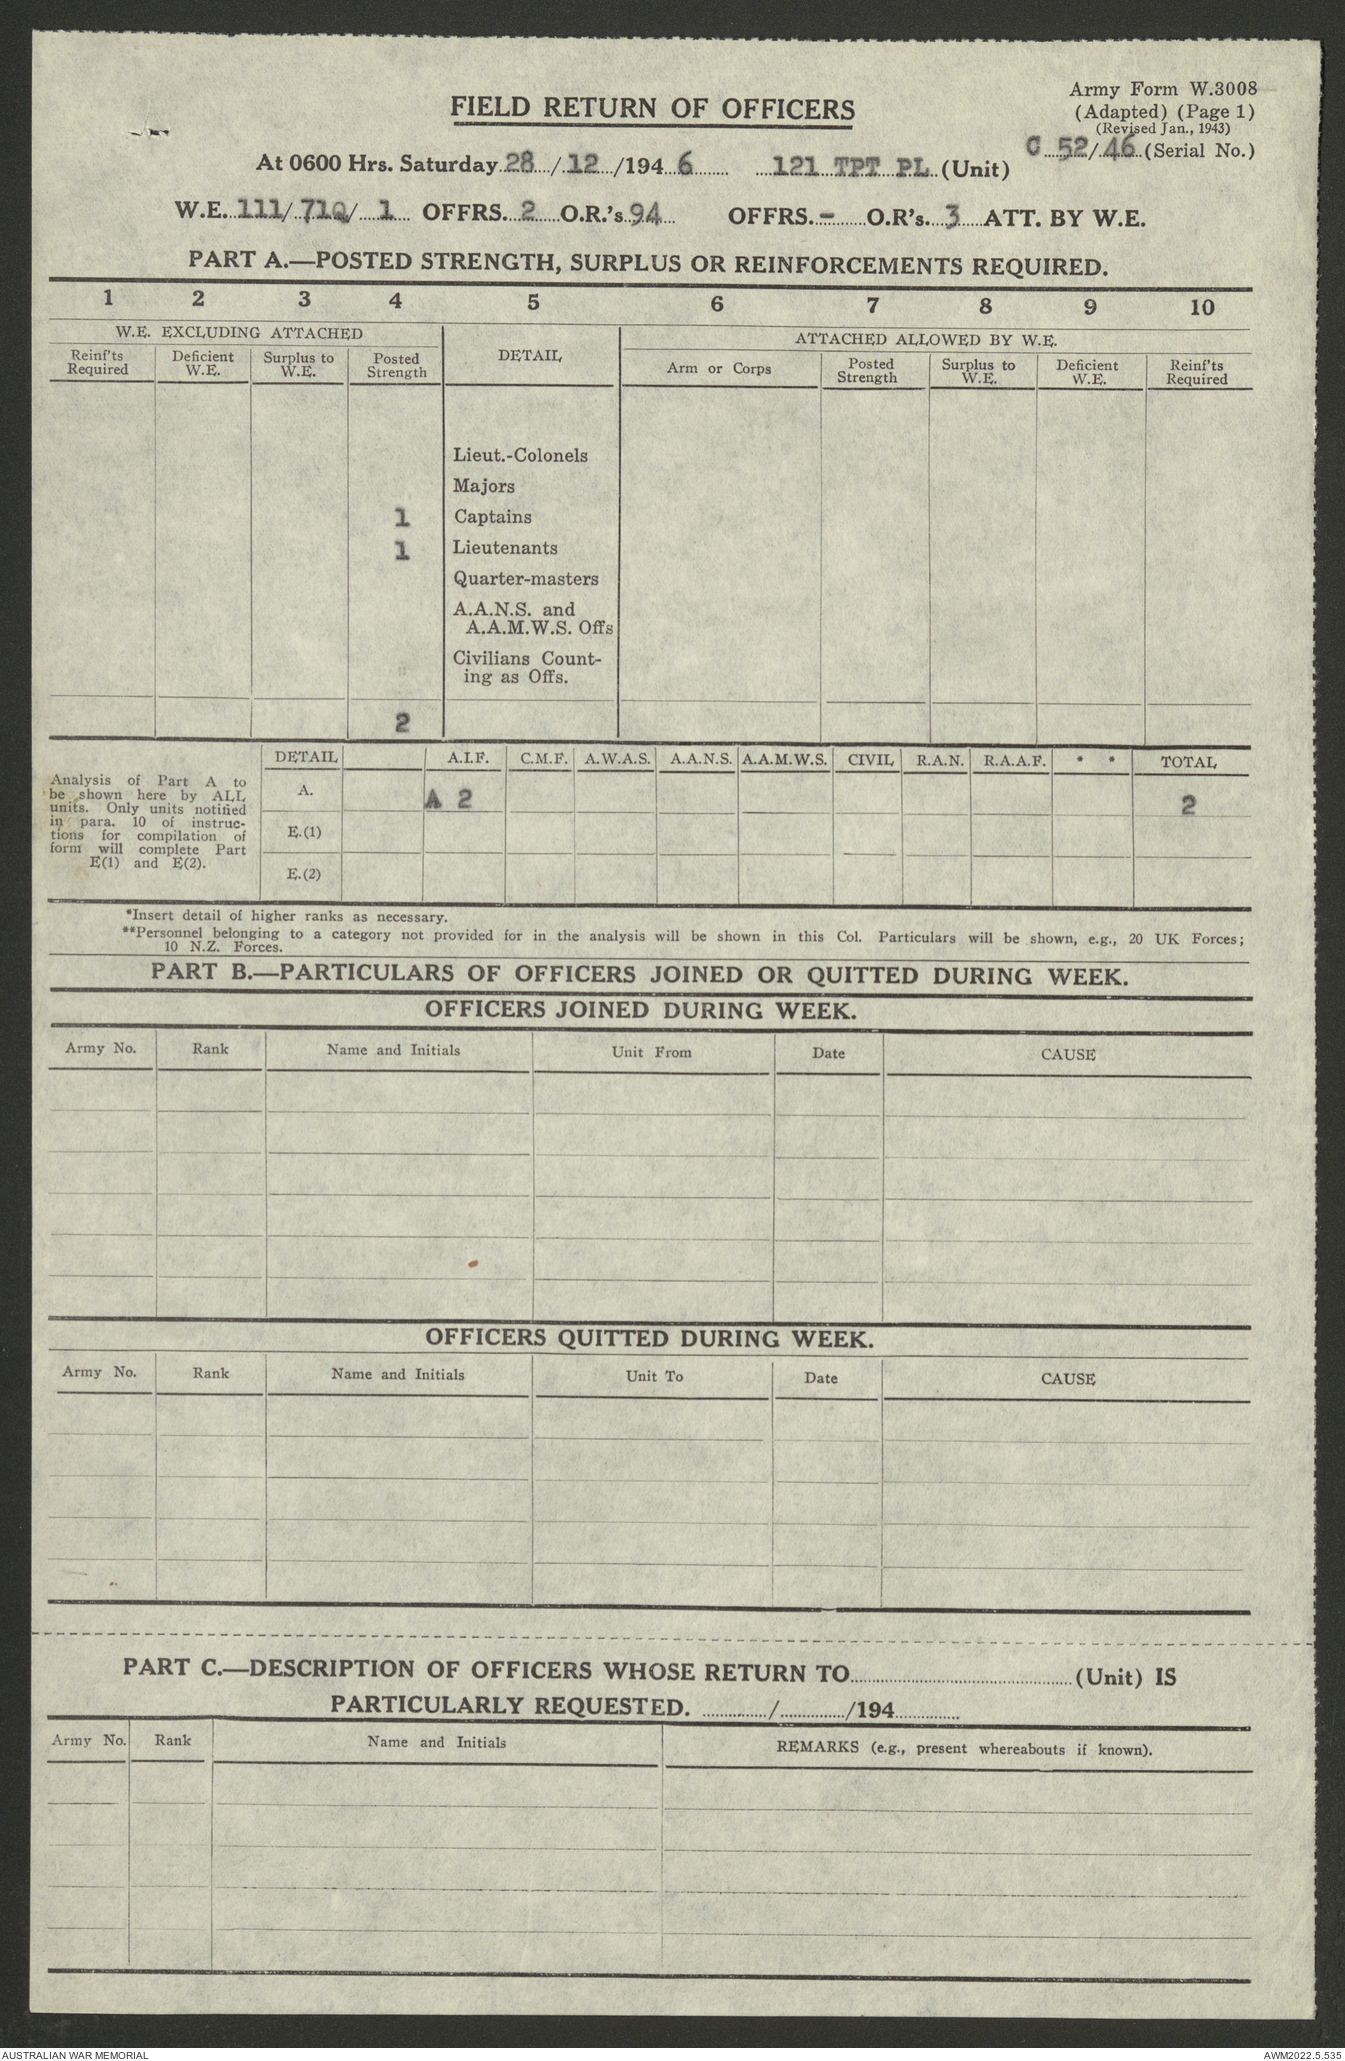 Army Form W.3008
FIELD RETURN OF OFFICERS
(Adapted) (Page 1)
(Revised Jan., 1943)
At 0600 Hrs. Saturday 28/12/1946 121 TPT PL (Unit) C 52/46 (Serial No.)
W.E. 111/71Q/1 OFFRS. 2 O.R.'s 94 OFFRS. - O.R's. 3 ATT. BY W.E.
PART A.—POSTED STRENGTH, SURPLUS OR REINFORCEMENTS REQUIRED.
1 2 3 4 5 6 7 8 9 10
W.E. EXCLUDING ATTACHED
DETAIL
ATTACHED ALLOWED BY W.E.
Reinf'ts Required
Deficient W.E.
Surplus to W.E.
Posted Strength
Arm or Corps
Posted Strength
Surplus to W.E.
Deficient W.E.
Reinf'ts Required
Lieut.-Colonels
Majors
1 Captains
1 Lieutenants
Quarter-masters
A.A.N.S. and
A.A.M.W.S. Offs
Civilians Count-
ing as Offs.
2
Analysis of Part A to
be shown here by ALL
units. Only units notified
in para. 10 of instruc-
tions for compilation of
form will complete Part
E(1) and E(2).
DETAIL A.I.F. C.M.F. A.W.A.S. A.A.N.S. A.A.M.W.S. CIVIL R.A.N. R.A.A.F. * * TOTAL
A. A 2 2
E.(1)
E.(2)
*Insert detail of higher ranks as necessary.
**Personnel belonging to a category not provided for in the analysis will be shown in this Col. Particulars will be shown, e.g., 20 UK Forces;
10 N.Z. Forces.
PART B.—PARTICULARS OF OFFICERS JOINED OR QUITTED DURING WEEK.
OFFICERS JOINED DURING WEEK.
Army No. Rank Name and Initials Unit From Date CAUSE
OFFICERS QUITTED DURING WEEK.
Army No. Rank Name and Initials Unit To Date CAUSE
PART C.—DESCRIPTION OF OFFICERS WHOSE RETURN TO (Unit) IS
PARTICULARLY REQUESTED. / /194
Army No. Rank Name and Initials REMARKS (e.g., present whereabouts if known).
AUSTRALIAN WAR MEMORIAL AWM2022.5.535